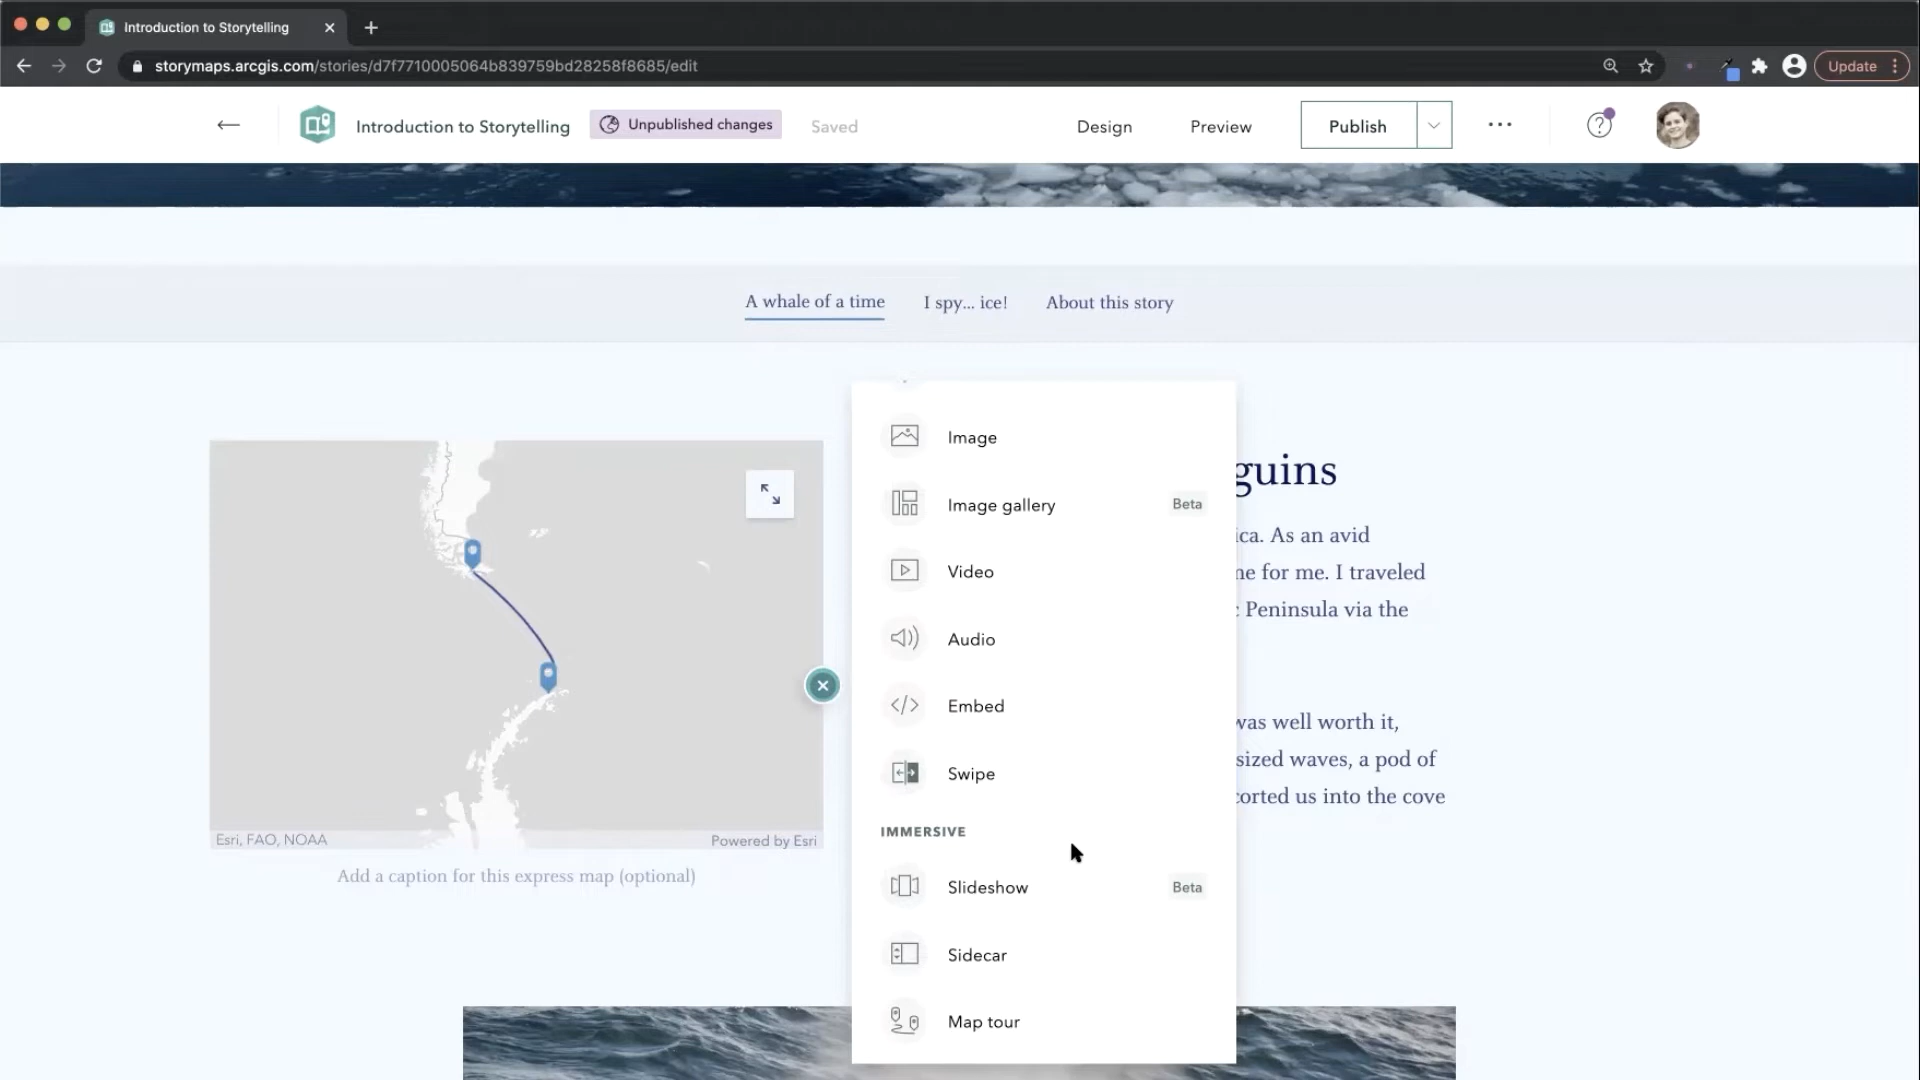 Introduction to Storytelling
storymaps.arcgis.com/stories/d7f7710005064b839759bd28258f8685/edit
Update
Introduction to Storytelling
Unpublished changes
Saved
Design
Preview
Publish
A whale of a time
I spy... ice!
About this story
Image
Image gallery
Beta
Video
Audio
Embed
Swipe
IMMERSIVE
Slideshow
Beta
Sidecar
Map tour
guins
ica. As an avid
me for me. I traveled
Peninsula via the
was well worth it,
sized waves, a pod of
corted us into the cove
Esri, FAO, NOAA
Powered by Esri
Add a caption for this express map (optional)